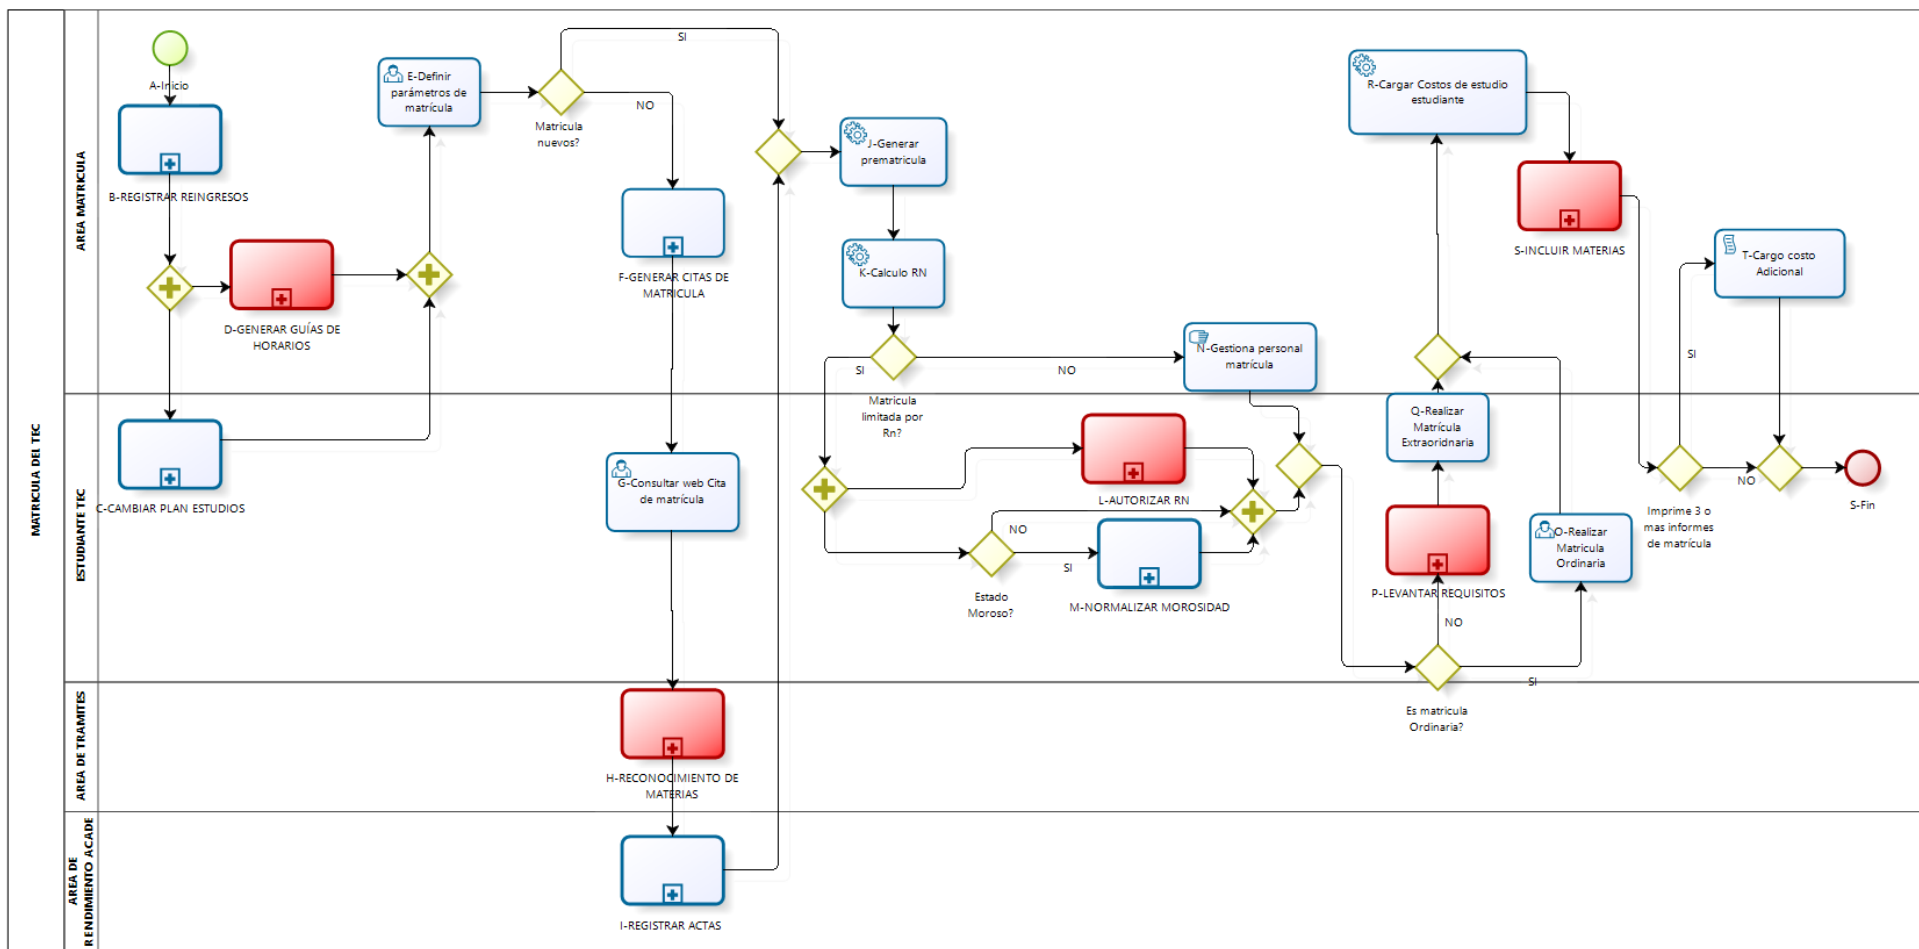 MATRICULA DEL TEC
AREA MATRICULA
A-Inicio
B-REGISTRAR REINGRESOS
D-GENERAR GUÍAS DE
HORARIOS
E-Definir
parámetros de
matrícula
Matricula
nuevos?
SI
NO
F-GENERAR CITAS DE
MATRICULA
J-Generar
prematricula
K-Calculo RN
Matricula
limitada por
Rn?
SI
NO
N-Gestiona personal
matrícula
R-Cargar Costos de estudio
estudiante
S-INCLUIR MATERIAS
T-Cargo costo
Adicional
SI
ESTUDIANTE TEC
C-CAMBIAR PLAN ESTUDIOS
G-Consultar web Cita
de matrícula
L-AUTORIZAR RN
NO
SI
Estado
Moroso?
M-NORMALIZAR MOROSIDAD
Q-Realizar
Matrícula
Extraoridnaria
P-LEVANTAR REQUISITOS
NO
O-Realizar
Matricula
Ordinaria
SI
Es matricula
Ordinaria?
Imprime 3 o
mas informes
de matrícula
NO
S-Fin
AREA DE TRAMITES
H-RECONOCIMIENTO DE
MATERIAS
AREA DE
RENDIMIENTO ACADE
I-REGISTRAR ACTAS